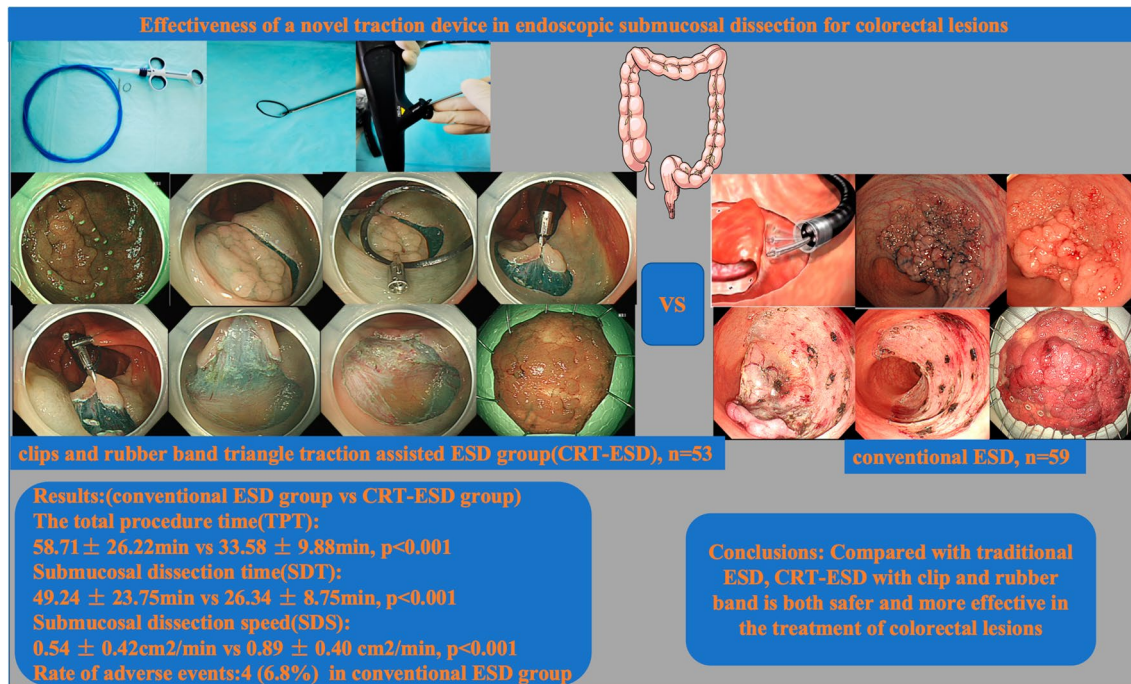 Effectiveness of a novel traction device in endoscopic submucosal dissection for colorectal lesions
VS
clips and rubber band triangle traction assisted ESD group(CRT-ESD), n=53
conventional ESD, n=59
Results:(conventional ESD group vs CRT-ESD group)
The total procedure time(TPT):
58.71± 26.22min vs 33.58 ± 9.88min, p<0.001
Submucosal dissection time(SDT):
49.24 ± 23.75min vs 26.34 ± 8.75min, p<0.001
Submucosal dissection speed(SDS):
0.54 ± 0.42cm2/min vs 0.89 ± 0.40 cm2/min, p<0.001
Rate of adverse events:4 (6.8%) in conventional ESD group
Conclusions: Compared with traditional
ESD, CRT-ESD with clip and rubber
band is both safer and more effective in
the treatment of colorectal lesions